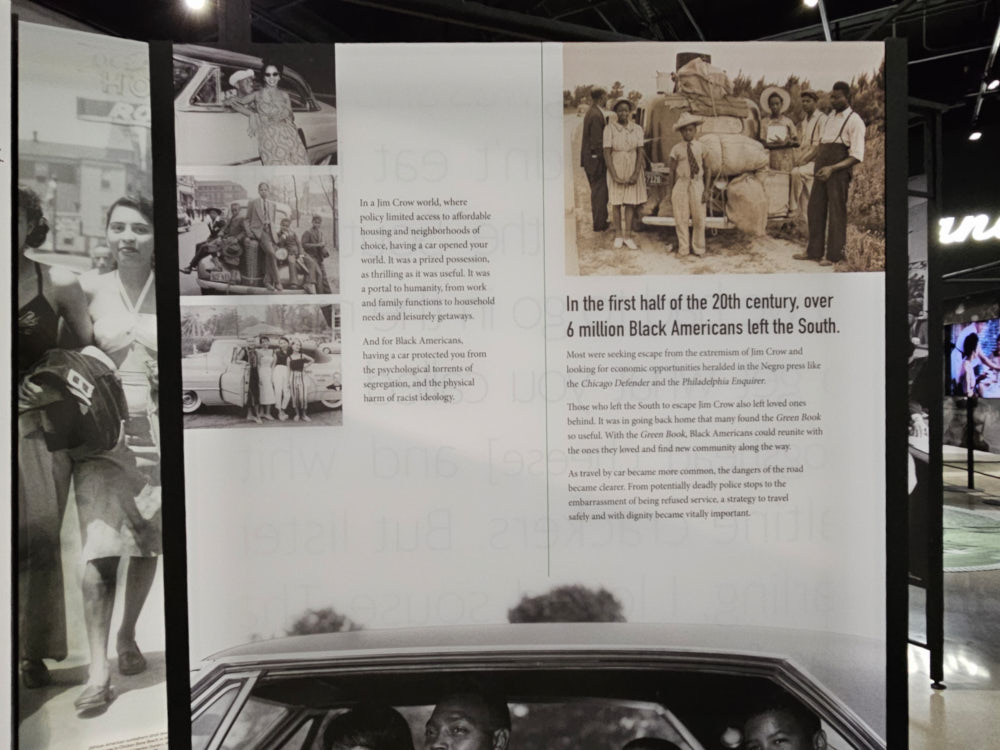 In a Jim Crow world, where
policy limited access to affordable
housing and neighborhoods of
choice, having a car opened your
world. It was a prized possession,
as thrilling as it was useful. It was
a portal to humanity, from work
and family functions to household
needs and leisurely getaways.
And for Black Americans,
having a car protected you from
the psychological torrents of
segregation, and the physical
harm of racist ideology.
In the first half of the 20th century, over
6 million Black Americans left the South.
Most were seeking escape from the extremism of Jim Crow and
looking for economic opportunities heralded in the Negro press like
the Chicago Defender and the Philadelphia Enquirer.
Those who left the South to escape Jim Crow also left loved ones
behind. It was in going back home that many found the Green Book
so useful. With the Green Book, Black Americans could reunite with
the ones they loved and find new community along the way.
As travel by car became more common, the dangers of the road
became clearer. From potentially deadly police stops to the
embarrassment of being refused service, a strategy to travel
safely and with dignity became vitally important.